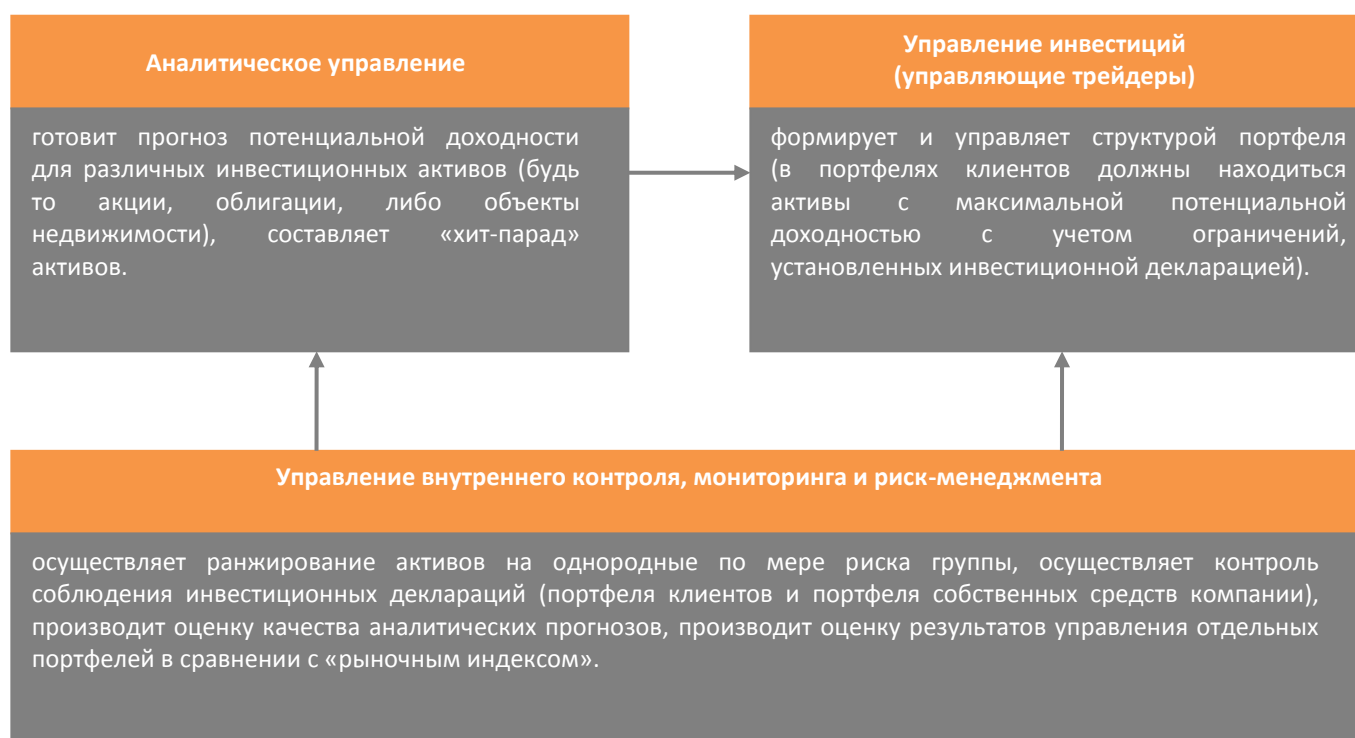 Аналитическое управление
готовит прогноз потенциальной доходности
для различных инвестиционных активов (будь
то акции, облигации, либо объекты
недвижимости), составляет «хит-парад»
активов.
Управление инвестиций
(управляющие трейдеры)
формирует и управляет структурой портфеля
(в портфелях клиентов должны находиться
активы с максимальной потенциальной
доходностью с учетом ограничений,
установленных инвестиционной декларацией).
Управление внутреннего контроля, мониторинга и риск-менеджмента
осуществляет ранжирование активов на однородные по мере риска группы, осуществляет контроль
соблюдения инвестиционных деклараций (портфеля клиентов и портфеля собственных средств компании),
производит оценку качества аналитических прогнозов, производит оценку результатов управления отдельных
портфелей в сравнении с «рыночным индексом».